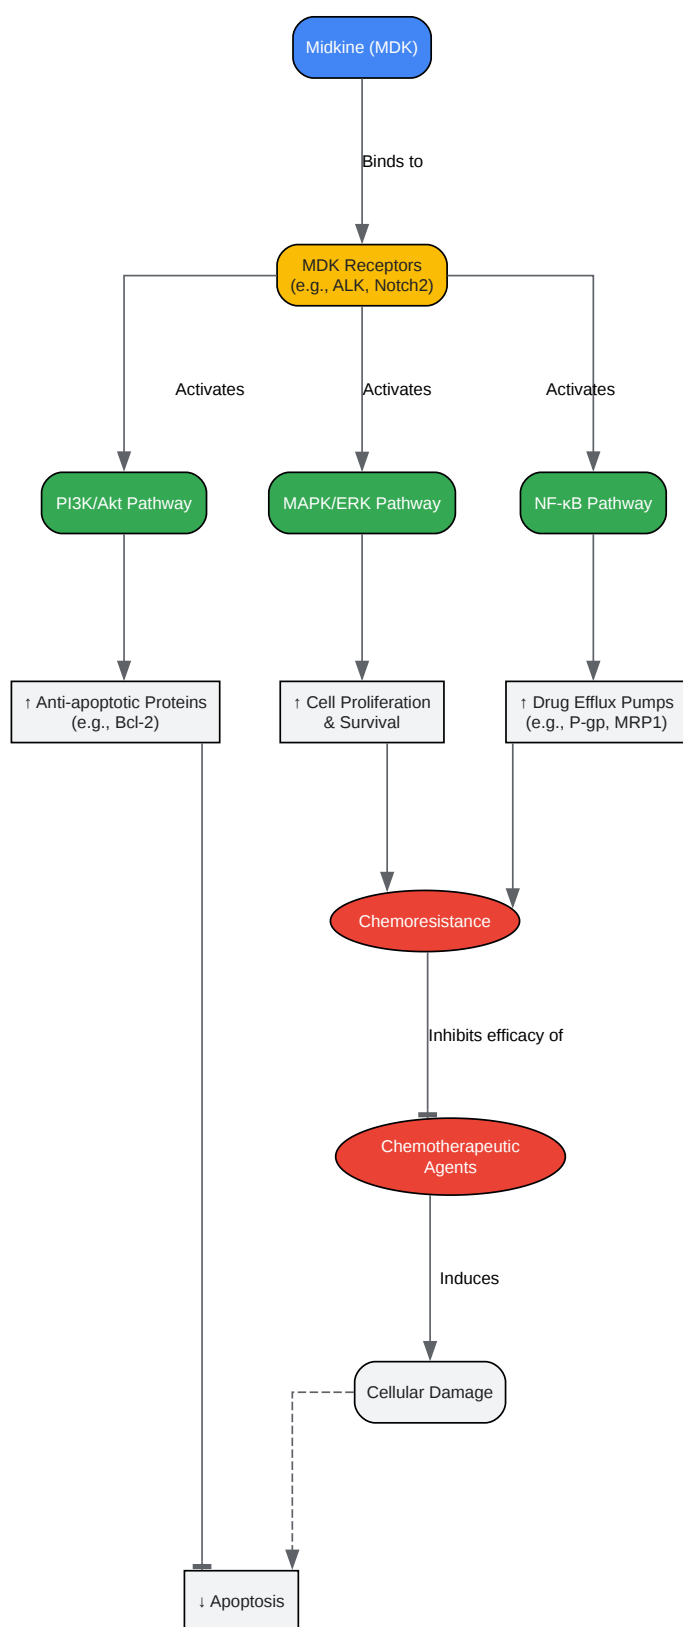 Midkine (MDK)
Binds to
MDK Receptors
(e.g., ALK, Notch2)
Activates
Activates
Activates
PI3K/Akt Pathway
MAPK/ERK Pathway
NF-κB Pathway
↑ Anti-apoptotic Proteins
(e.g., Bcl-2)
↑ Cell Proliferation
& Survival
↑ Drug Efflux Pumps
(e.g., P-gp, MRP1)
Chemoresistance
Inhibits efficacy of
Chemotherapeutic
Agents
Induces
Cellular Damage
↓ Apoptosis